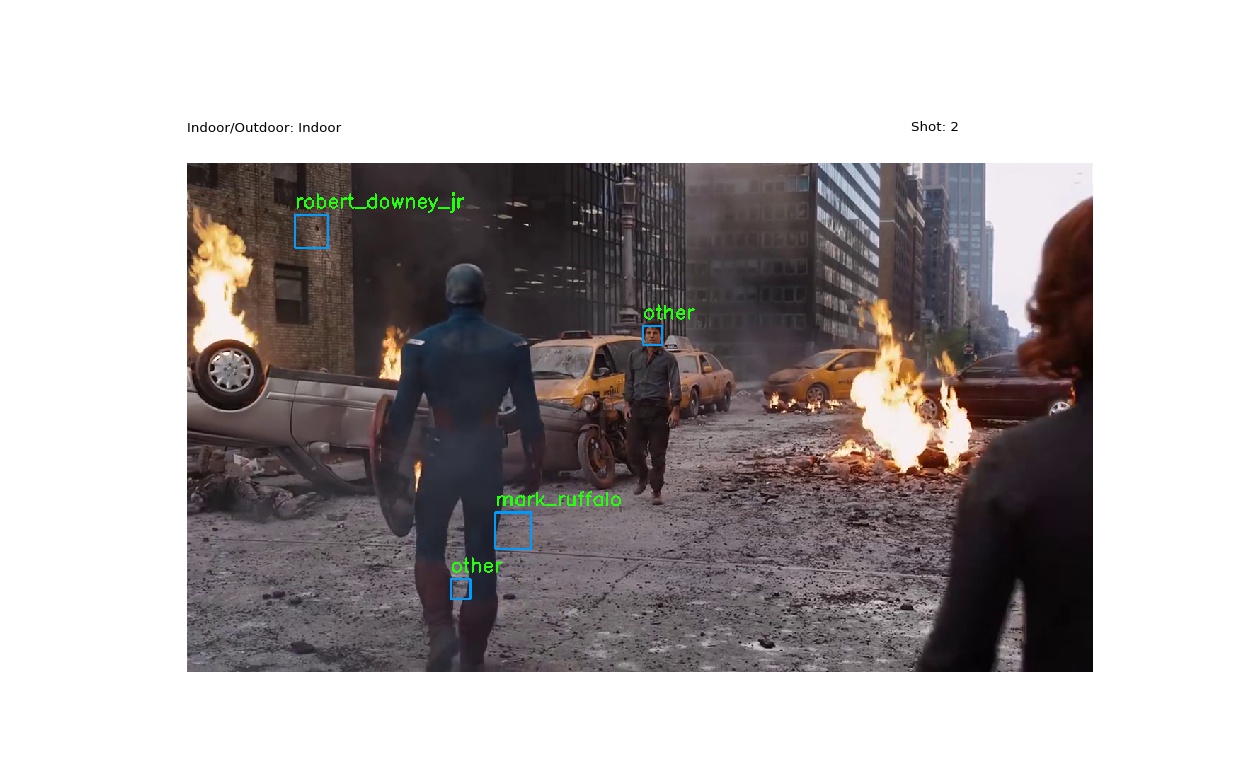 Indoor/Outdoor: Indoor
Shot: 2
robert_downey_jr
other
mark_ruffalo
other